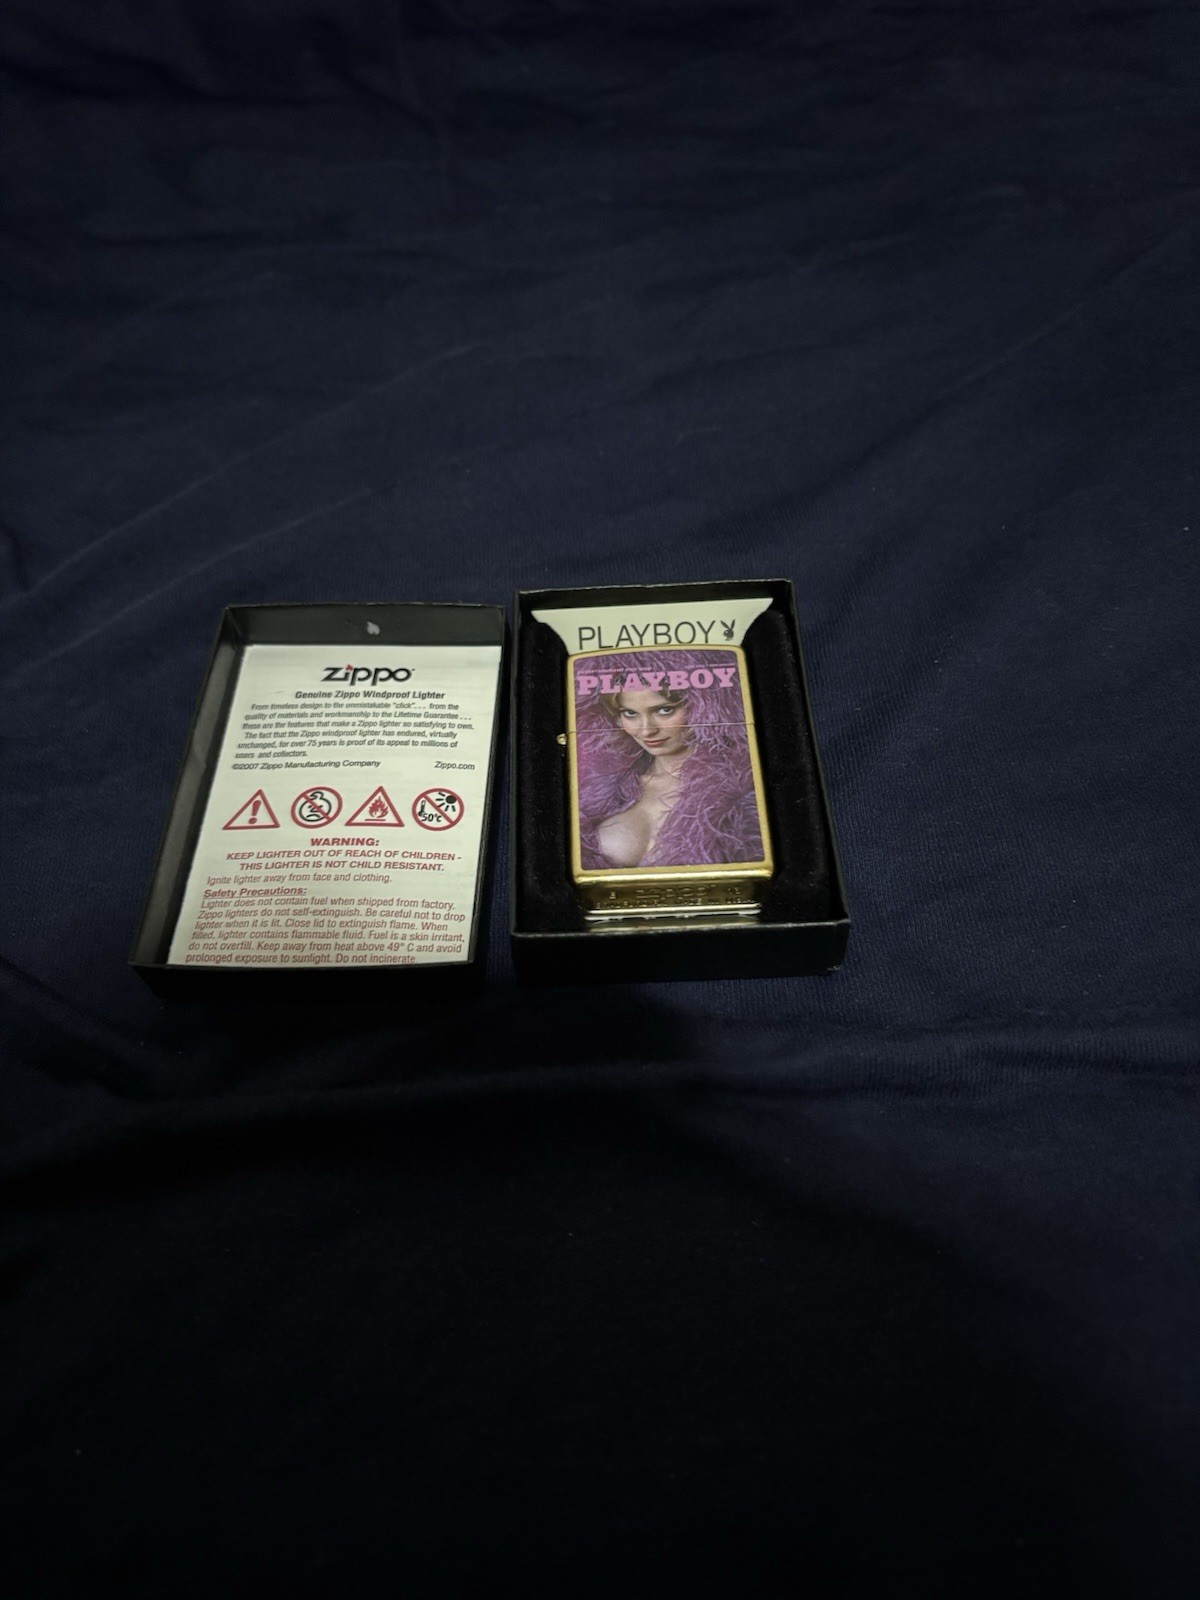 zippo
Genuine Zippo Windproof Lighter
From timeless design to the unmistakable "click"... from the
quality of materials and workmanship to the Lifetime Guarantee ...
these are the features that make a Zippo lighter so satisfying to own.
The fact that the Zippo windproof lighter has endured, virtually
unchanged, for over 75 years is proof of its appeal to millions of
users and collectors.
©2007 Zippo Manufacturing Company Zippo.com
50°C
WARNING:
KEEP LIGHTER OUT OF REACH OF CHILDREN -
THIS LIGHTER IS NOT CHILD RESISTANT.
Ignite lighter away from face and clothing.
Safety Precautions:
Lighter does not contain fuel when shipped from factory.
Zippo lighters do not self-extinguish. Be careful not to drop
lighter when it is lit. Close lid to extinguish flame. When
filled, lighter contains flammable fluid. Fuel is a skin irritant,
do not overfill. Keep away from heat above 49° C and avoid
prolonged exposure to sunlight. Do not incinerate.
PLAYBOY
PLAYBOY